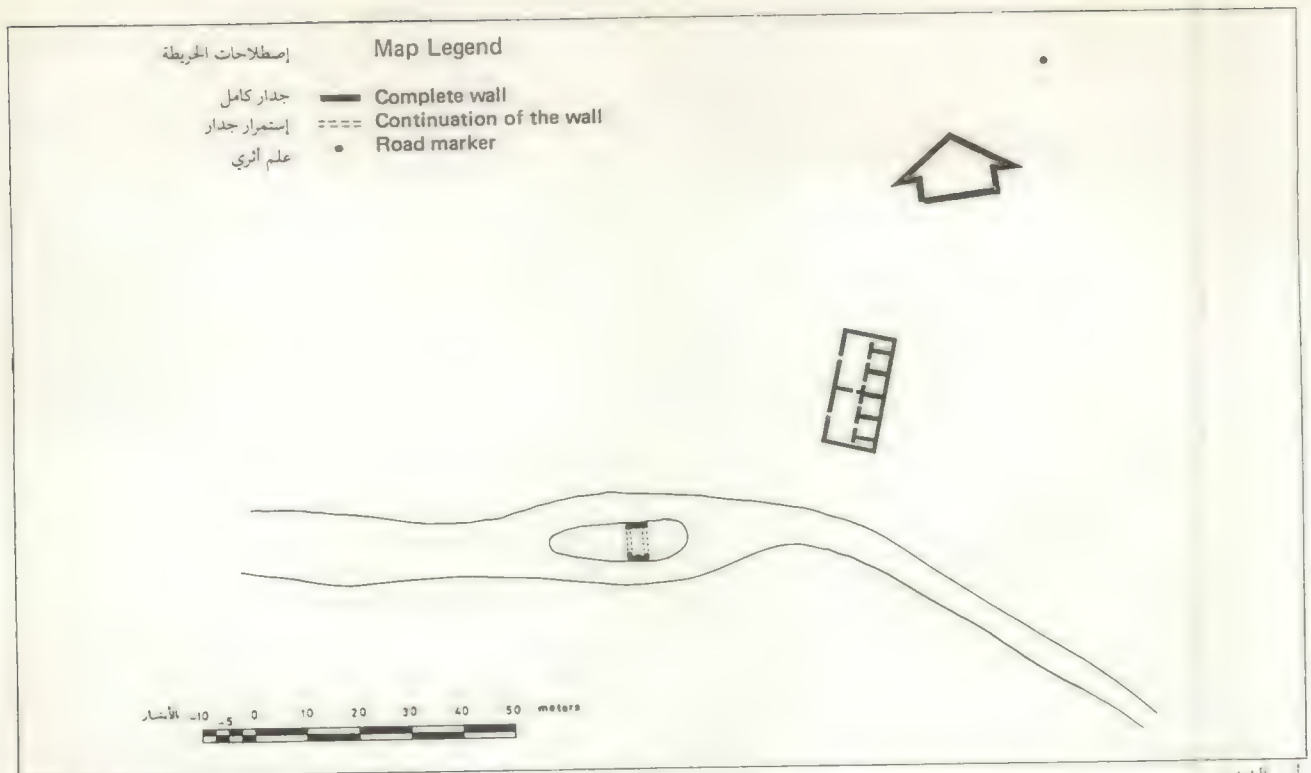 إصطلاحات الخريطة
Map Legend
جدار كامل
Complete wall
إستمرار جدار
Continuation of the wall
علم أثري
Road marker
-10 -5 0 10 20 30 40 50 meters